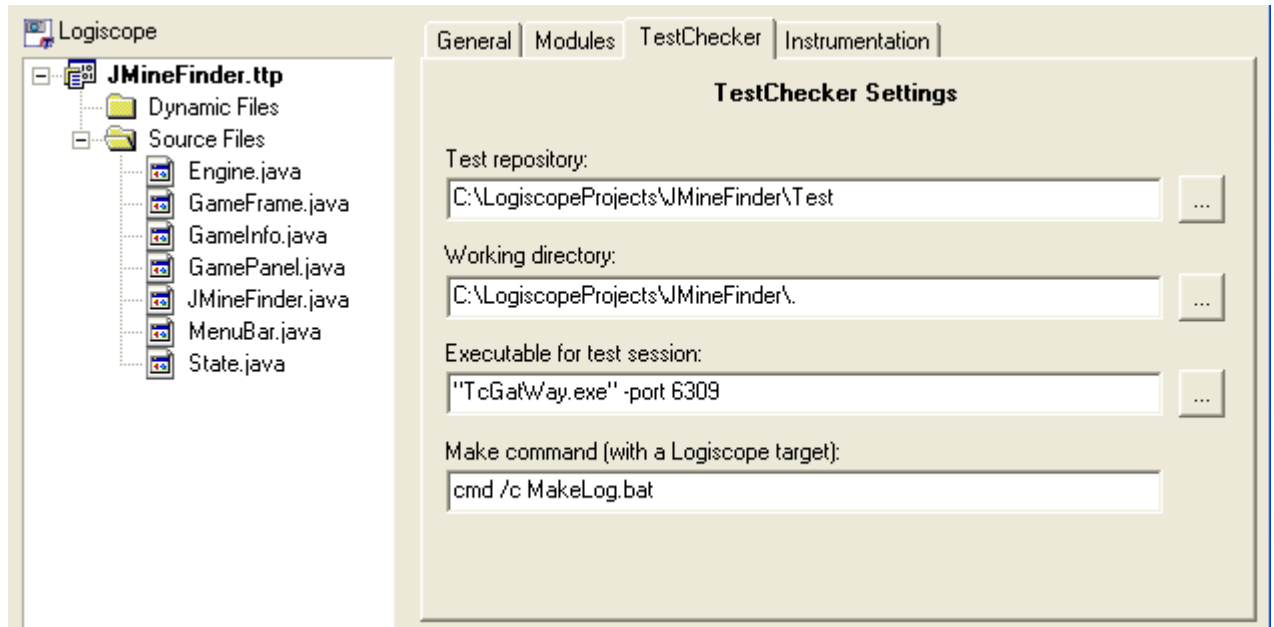 Logiscope
JMineFinder.ttp
Dynamic Files
Source Files
Engine.java
GameFrame.java
GameInfo.java
GamePanel.java
JMineFinder.java
MenuBar.java
State.java
General Modules TestChecker Instrumentation
TestChecker Settings
Test repository:
C:\LogiscopeProjects\JMineFinder\Test
...
Working directory:
C:\LogiscopeProjects\JMineFinder\.
...
Executable for test session:
"TcGatWay.exe" -port 6309
...
Make command (with a Logiscope target):
cmd /c MakeLog.bat